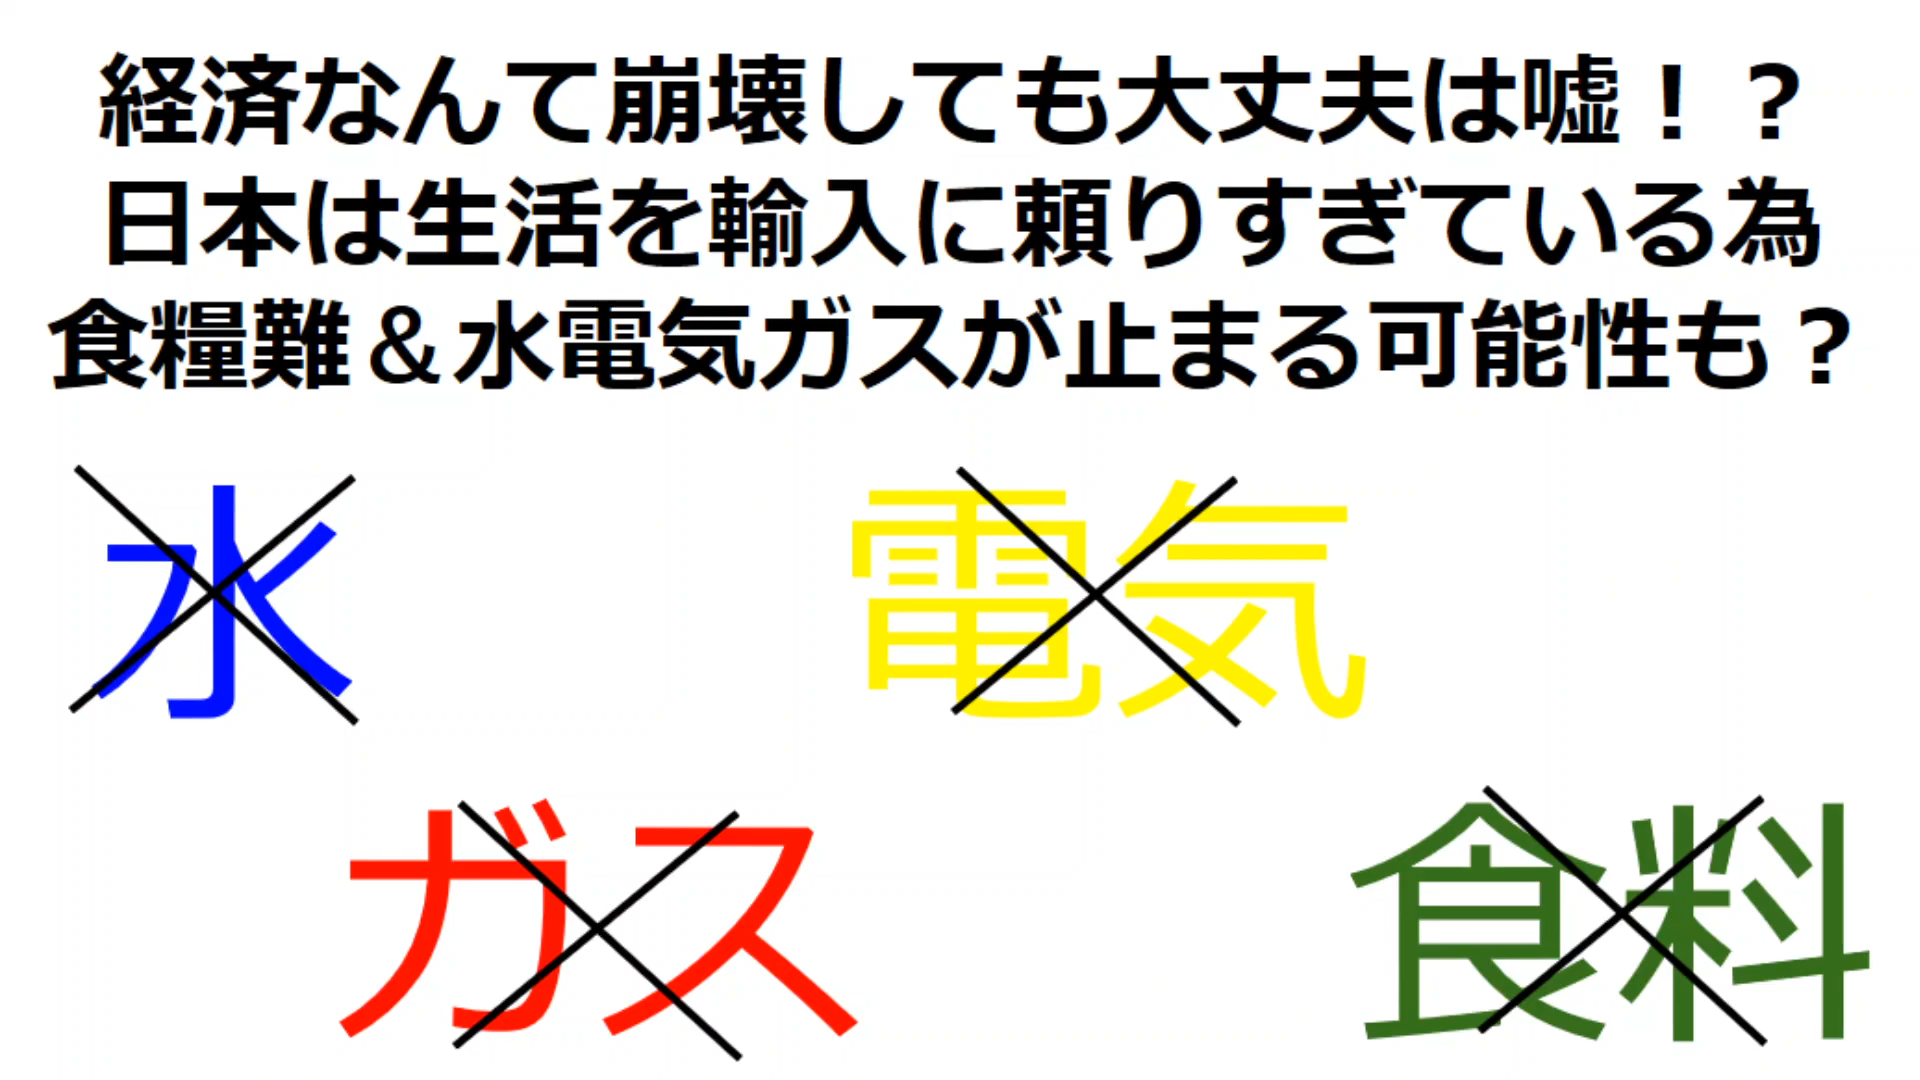 経済なんて崩壊しても大丈夫は嘘！？
日本は生活を輸入に頼りすぎている為
食糧難＆水電気ガスが止まる可能性も？
水
電気
ガス
食料